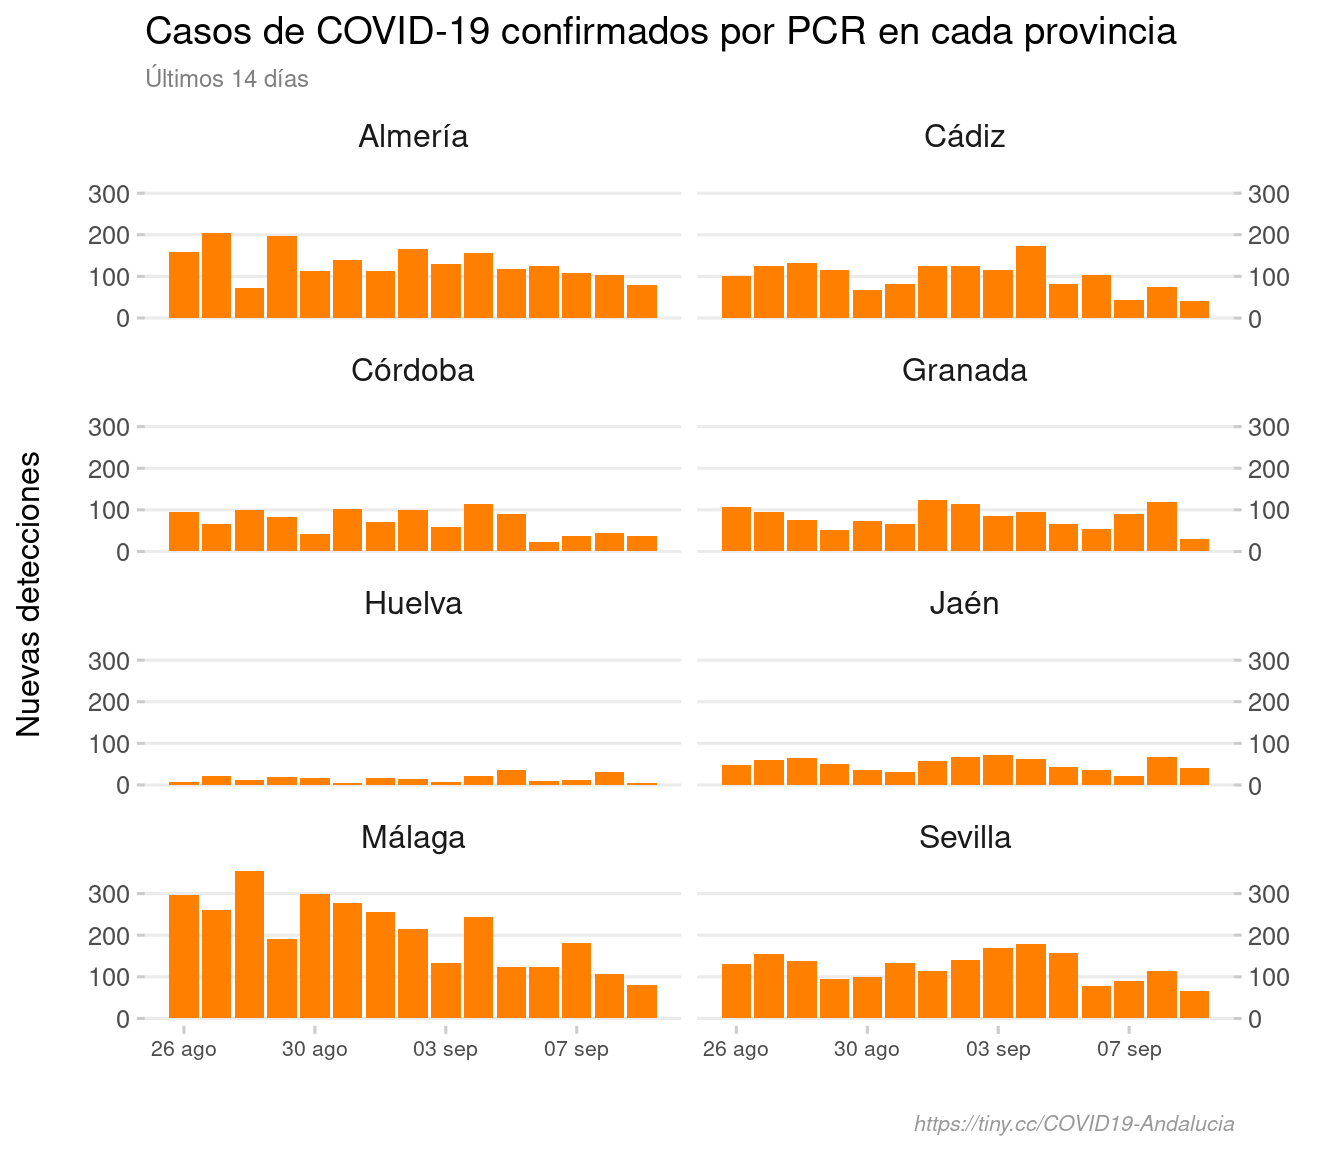 Casos de COVID-19 confirmados por PCR en cada provincia
Últimos 14 días
Almería
Cádiz
300
200
100
0
300
200
100
0
Córdoba
Granada
300
200
100
0
300
200
100
0
Nuevas detecciones
Huelva
Jaén
300
200
100
0
300
200
100
0
Málaga
Sevilla
300
200
100
0
300
200
100
0
26 ago 30 ago 03 sep 07 sep
26 ago 30 ago 03 sep 07 sep
https://tiny.cc/COVID19-Andalucia